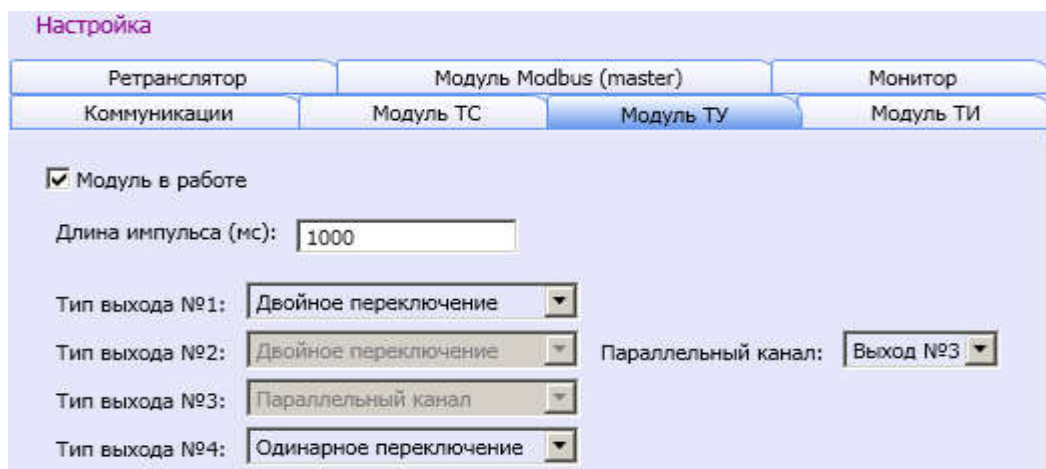 Настройка
Ретранслятор Модуль Modbus (master) Монитор
Коммуникации Модуль ТС Модуль ТУ Модуль ТИ
Модуль в работе
Длина импульса (мс): 1000
Тип выхода №1: Двойное переключение
Тип выхода №2: Двойное переключение Параллельный канал: Выход №3
Тип выхода №3: Параллельный канал
Тип выхода №4: Одинарное переключение